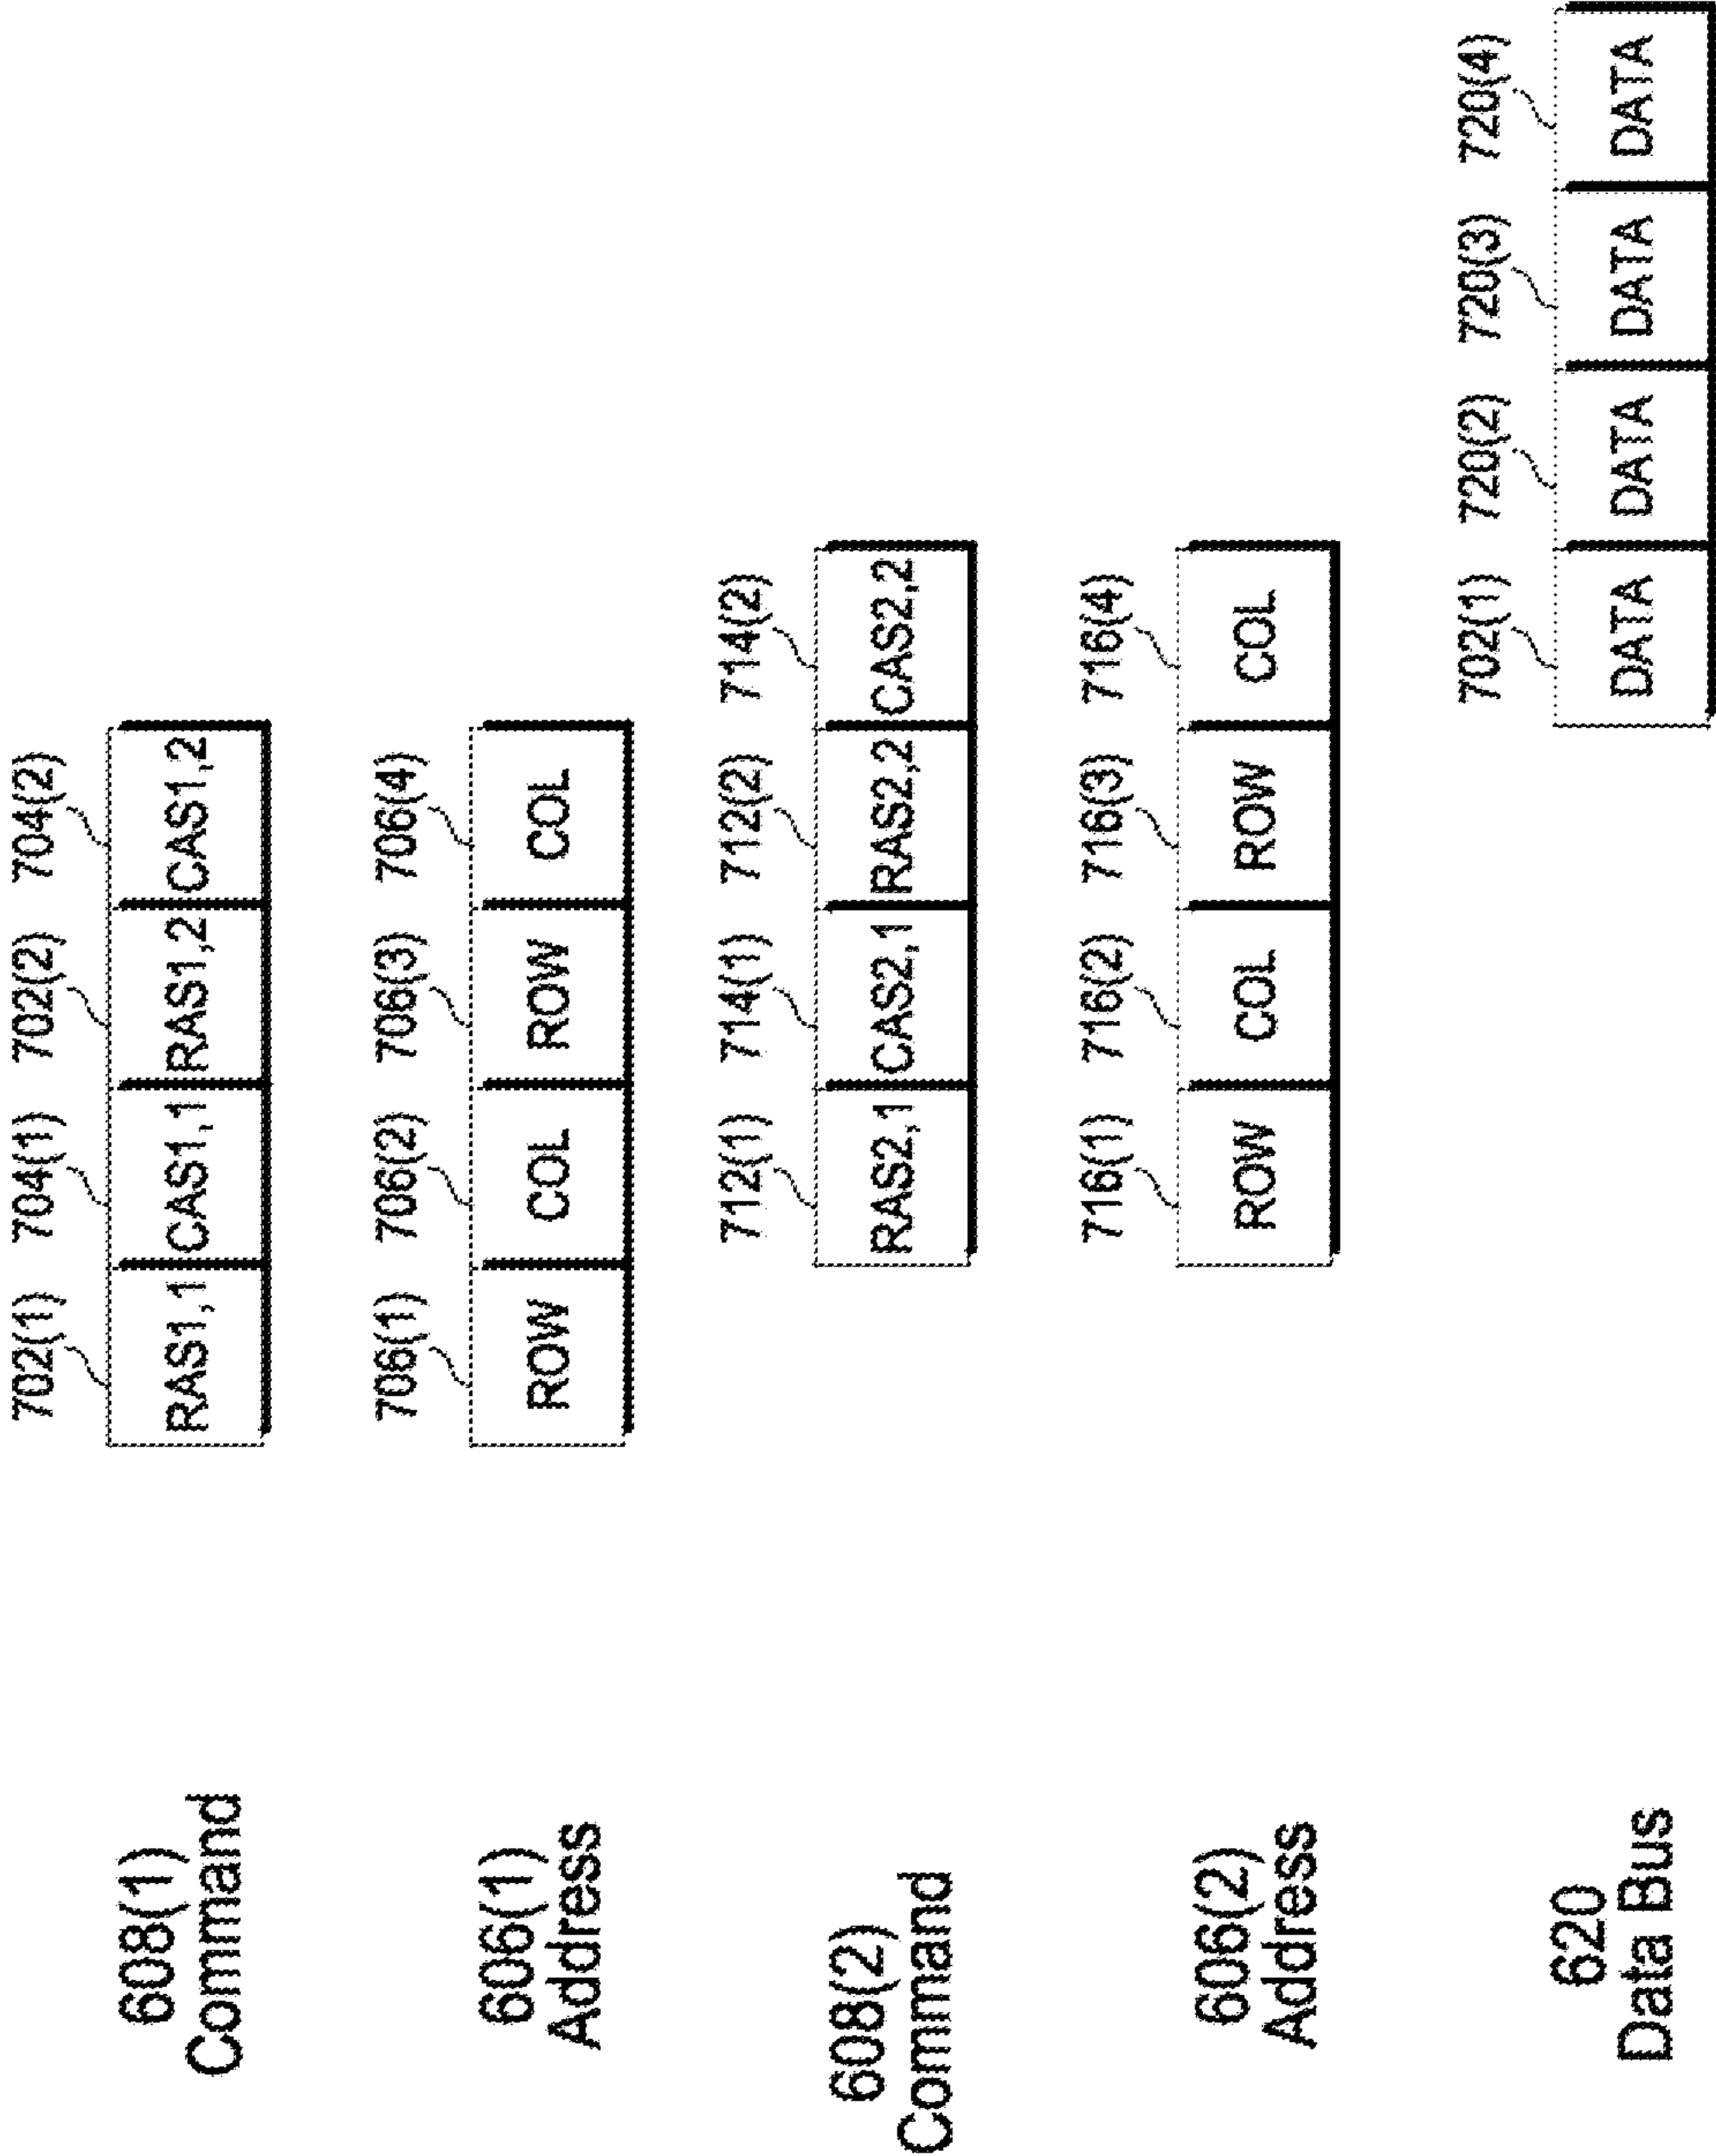 702(1) 704(1) 702(2) 704(2)
608(1)
Command
RAS1,1 CAS1,1 RAS1,2 CAS1,2
706(1) 706(2) 706(3) 706(4)
606(1)
Address
ROW COL ROW COL
712(1) 714(1) 712(2) 714(2)
608(2)
Command
RAS2,1 CAS2,1 RAS2,2 CAS2,2
716(1) 716(2) 716(3) 716(4)
606(2)
Address
ROW COL ROW COL
702(1) 720(2) 720(3) 720(4)
620
Data Bus
DATA DATA DATA DATA